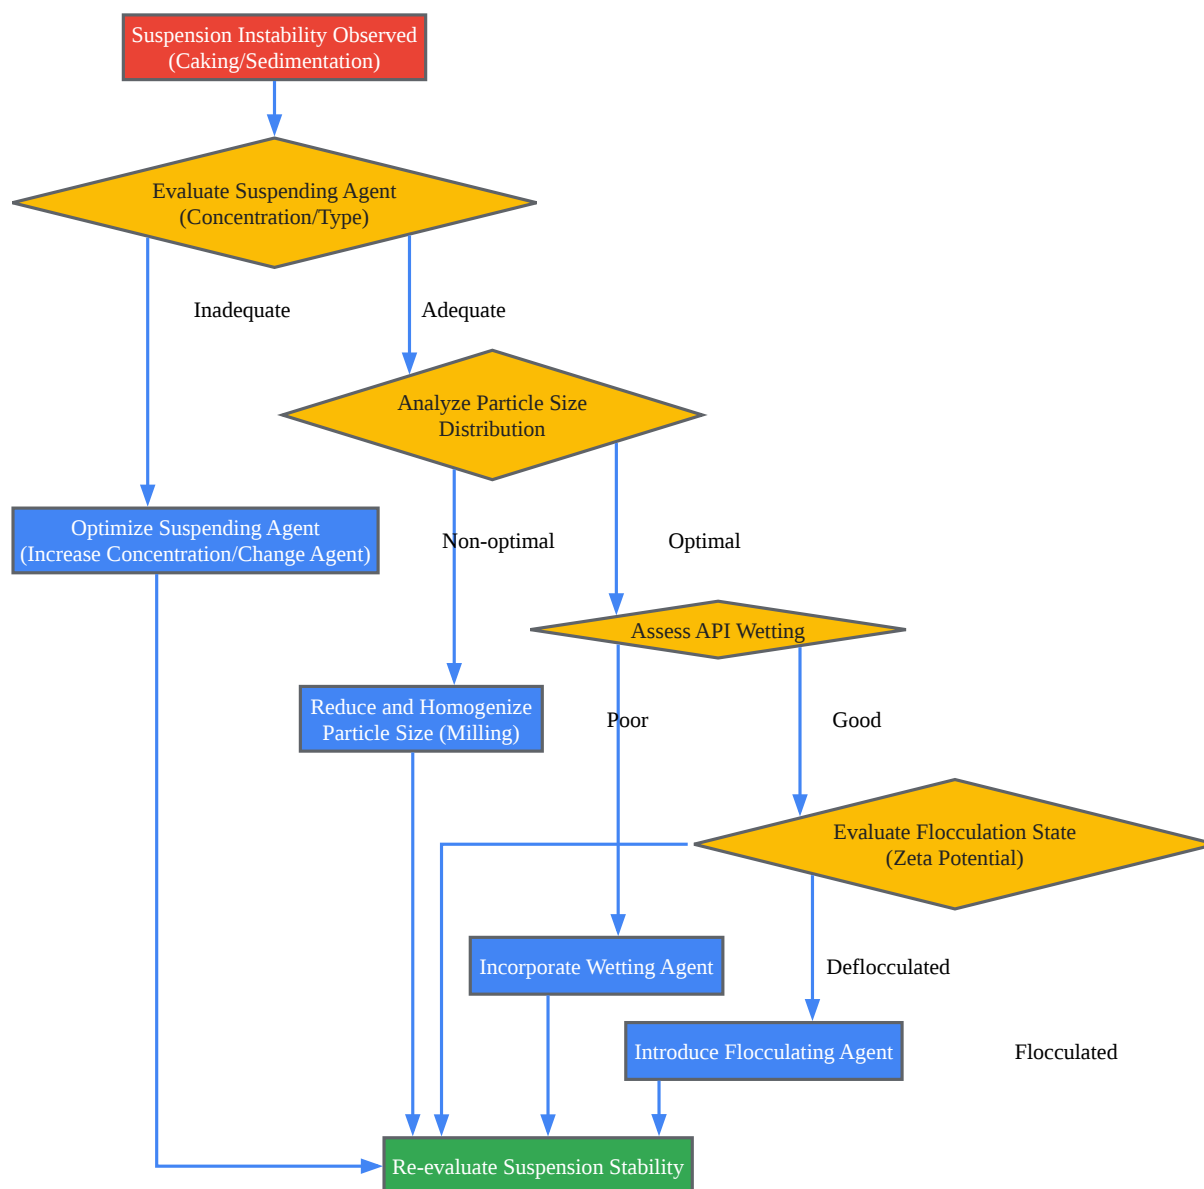 Suspension Instability Observed
(Caking/Sedimentation)
Evaluate Suspending Agent
(Concentration/Type)
Inadequate
Adequate
Analyze Particle Size
Distribution
Optimize Suspending Agent
(Increase Concentration/Change Agent)
Non-optimal
Optimal
Assess API Wetting
Reduce and Homogenize
Particle Size (Milling)
Poor
Good
Evaluate Flocculation State
(Zeta Potential)
Incorporate Wetting Agent
Deflocculated
Introduce Flocculating Agent
Flocculated
Re-evaluate Suspension Stability